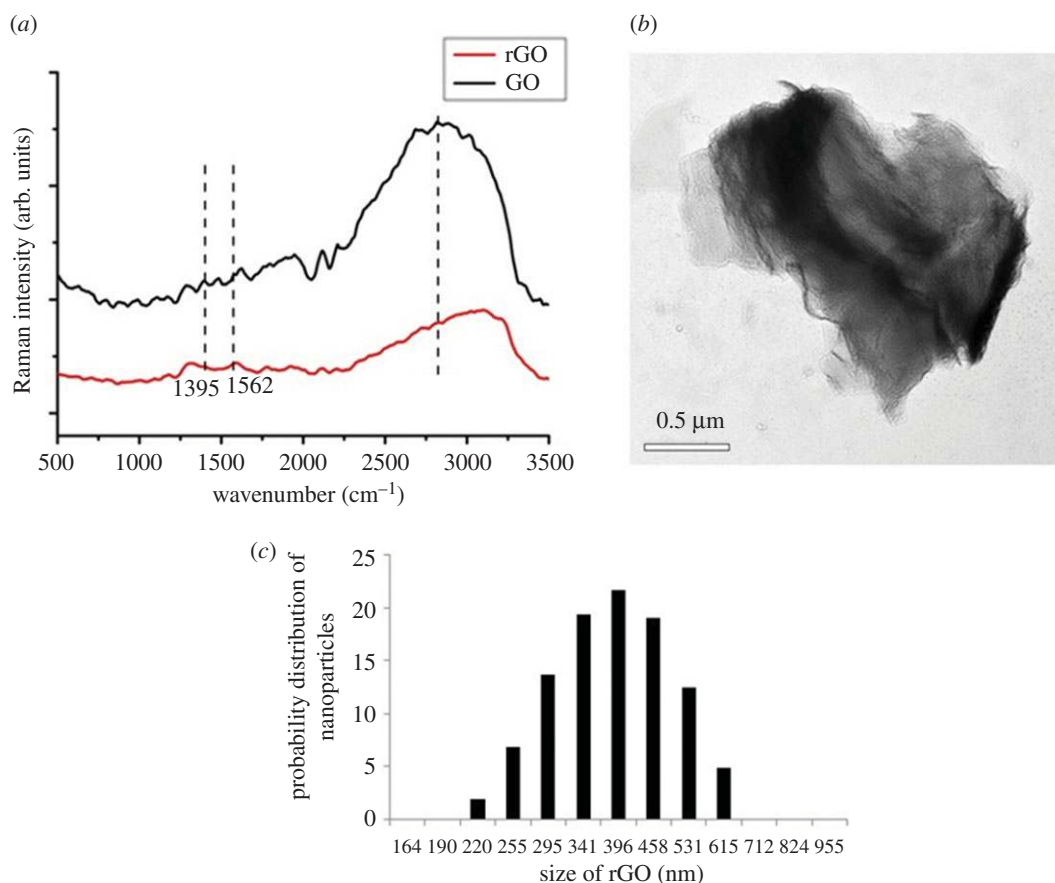 (a)
rGO
GO
Raman intensity (arb. units)
1395 1562
500 1000 1500 2000 2500 3000 3500
wavenumber (cm⁻¹)
(b)
0.5 µm
(c)
probability distribution of
nanoparticles
25
20
15
10
5
0
164 190 220 255 295 341 396 458 531 615 712 824 955
size of rGO (nm)